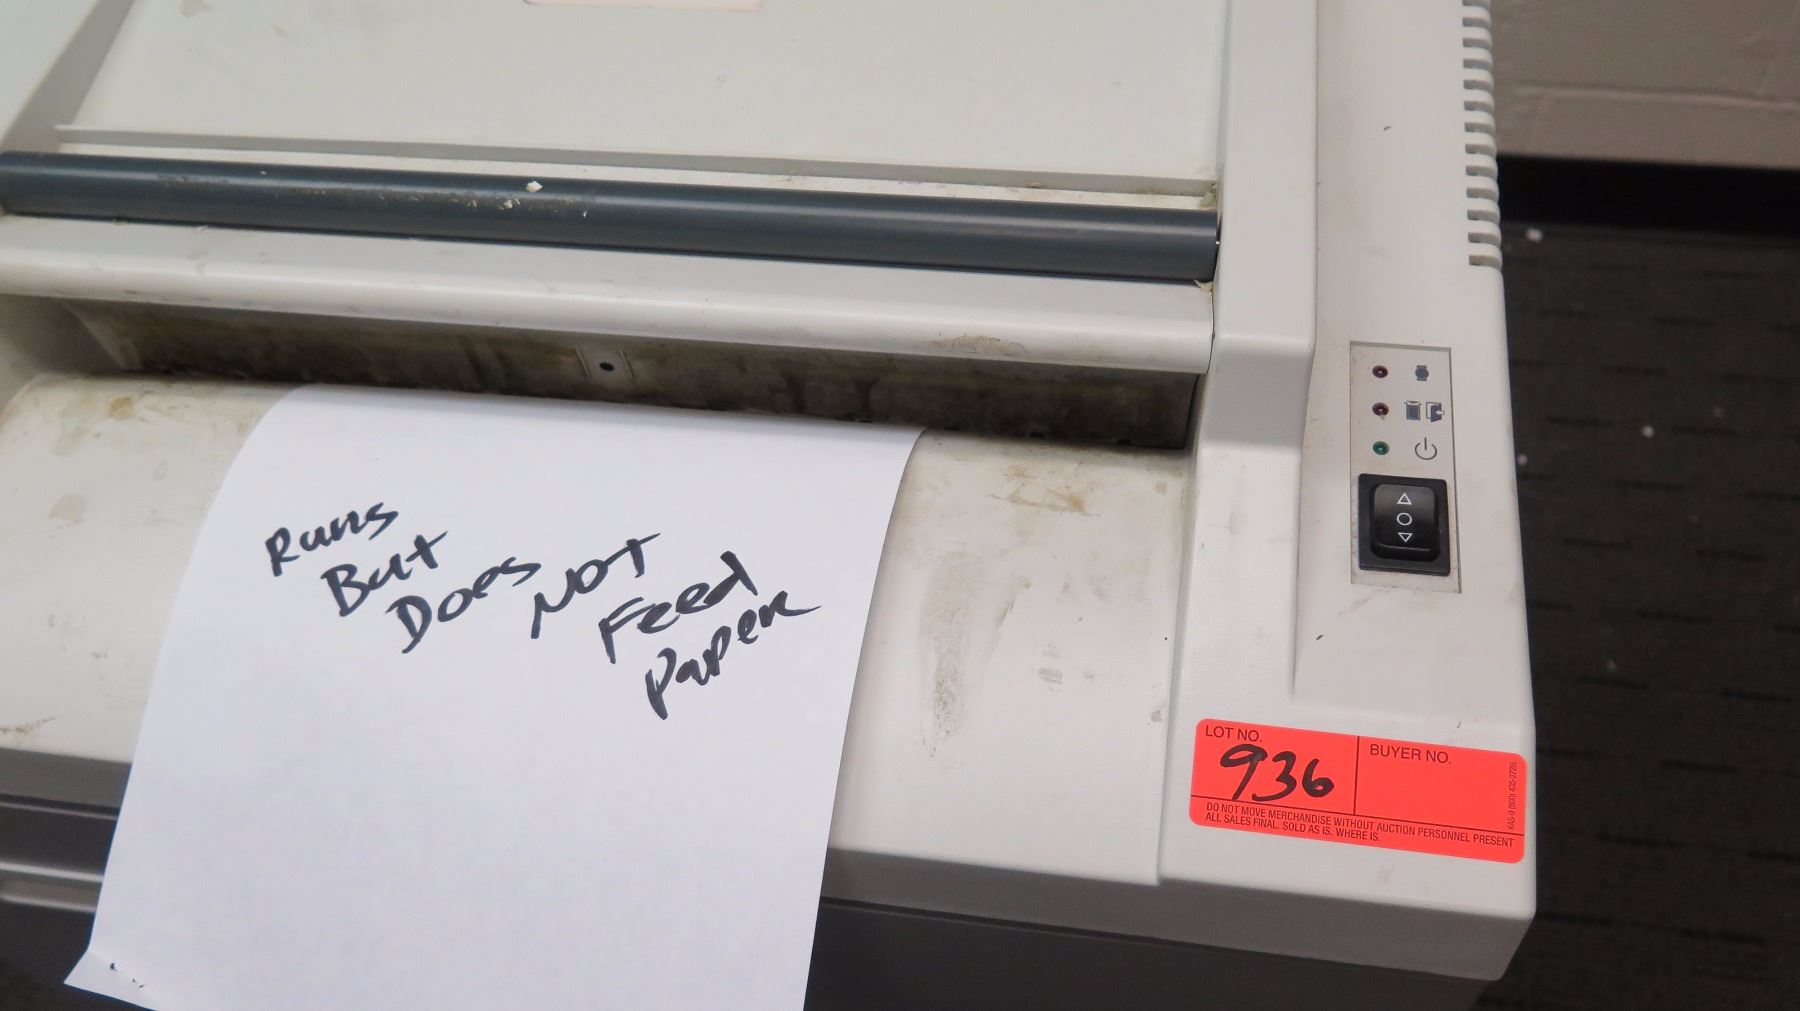 Runs
But
Does Not
Feed
Paper
LOT NO.
936
BUYER NO.
DO NOT MOVE MERCHANDISE WITHOUT AUCTION PERSONNEL PRESENT
ALL SALES FINAL. SOLD AS IS. WHERE IS.